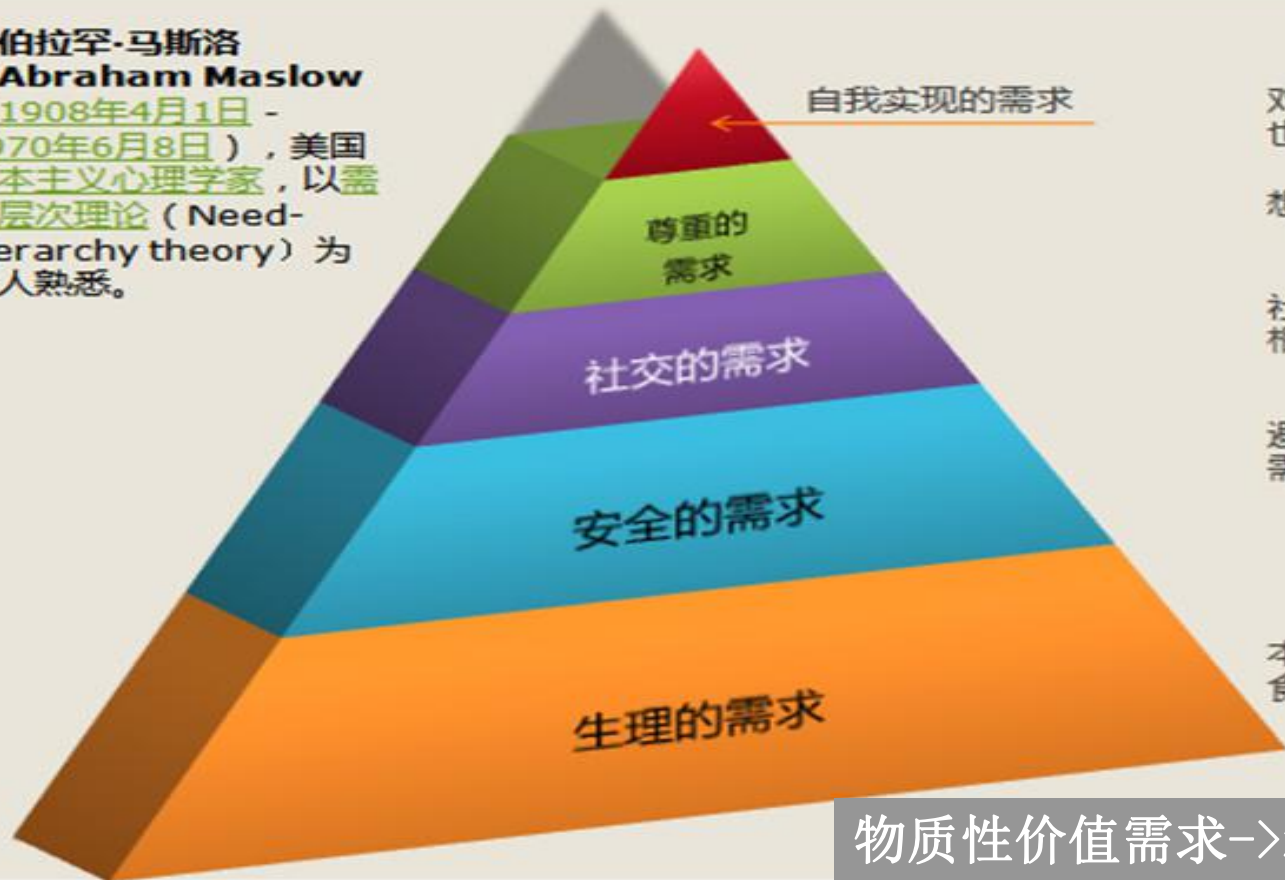 伯拉罕·马斯洛
Abraham Maslow
1908年4月1日 -
970年6月8日），美国
本主义心理学家，以需
层次理论（Need-
erarchy theory）为
人熟悉。
自我实现的需求
尊重的
需求
社交的需求
安全的需求
生理的需求
物质性价值需求->